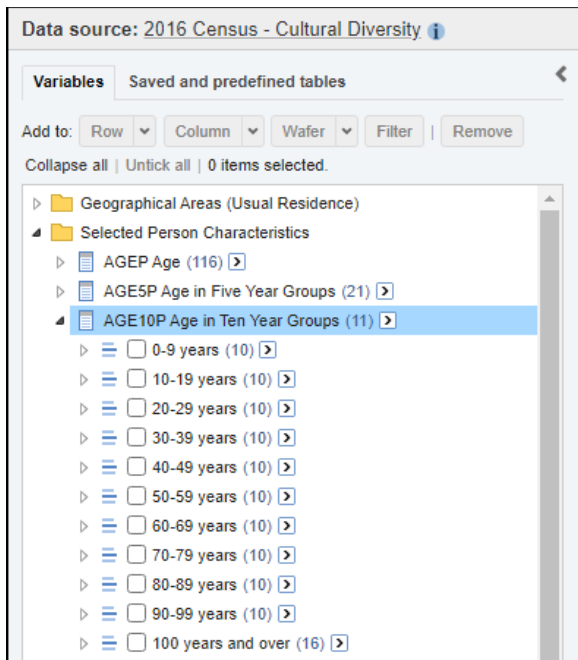 Data source: 2016 Census - Cultural Diversity i
Variables Saved and predefined tables
Add to: Row Column Wafer Filter | Remove
Collapse all | Untick all | 0 items selected.
Geographical Areas (Usual Residence)
Selected Person Characteristics
AGEP Age (116)
AGE5P Age in Five Year Groups (21)
AGE10P Age in Ten Year Groups (11)
0-9 years (10)
10-19 years (10)
20-29 years (10)
30-39 years (10)
40-49 years (10)
50-59 years (10)
60-69 years (10)
70-79 years (10)
80-89 years (10)
90-99 years (10)
100 years and over (16)